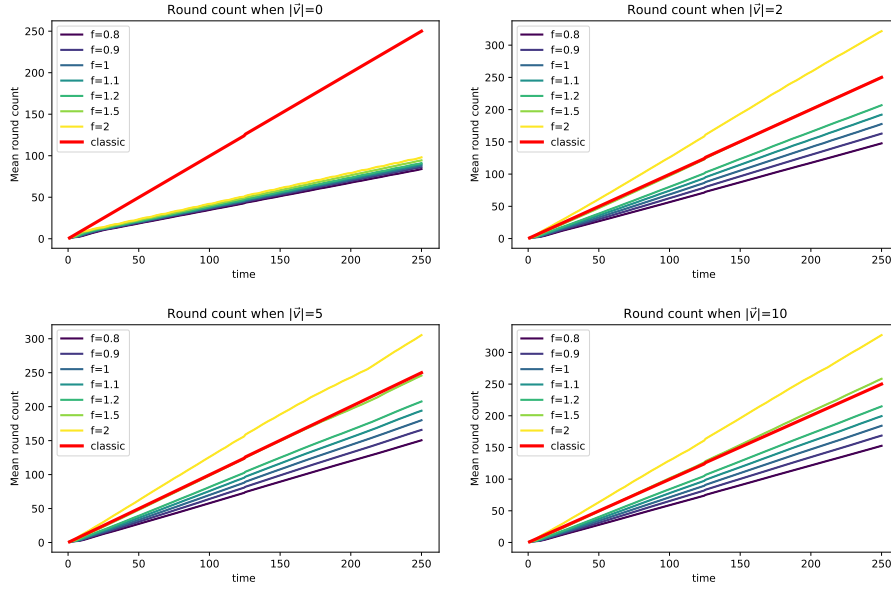 Round count when |v⃗|=0
Mean round count
250
200
150
100
50
0
f=0.8
f=0.9
f=1
f=1.1
f=1.2
f=1.5
f=2
classic
0 50 100 150 200 250
time
Round count when |v⃗|=2
Mean round count
300
250
200
150
100
50
0
f=0.8
f=0.9
f=1
f=1.1
f=1.2
f=1.5
f=2
classic
0 50 100 150 200 250
time
Round count when |v⃗|=5
Mean round count
300
250
200
150
100
50
0
f=0.8
f=0.9
f=1
f=1.1
f=1.2
f=1.5
f=2
classic
0 50 100 150 200 250
time
Round count when |v⃗|=10
Mean round count
300
250
200
150
100
50
0
f=0.8
f=0.9
f=1
f=1.1
f=1.2
f=1.5
f=2
classic
0 50 100 150 200 250
time